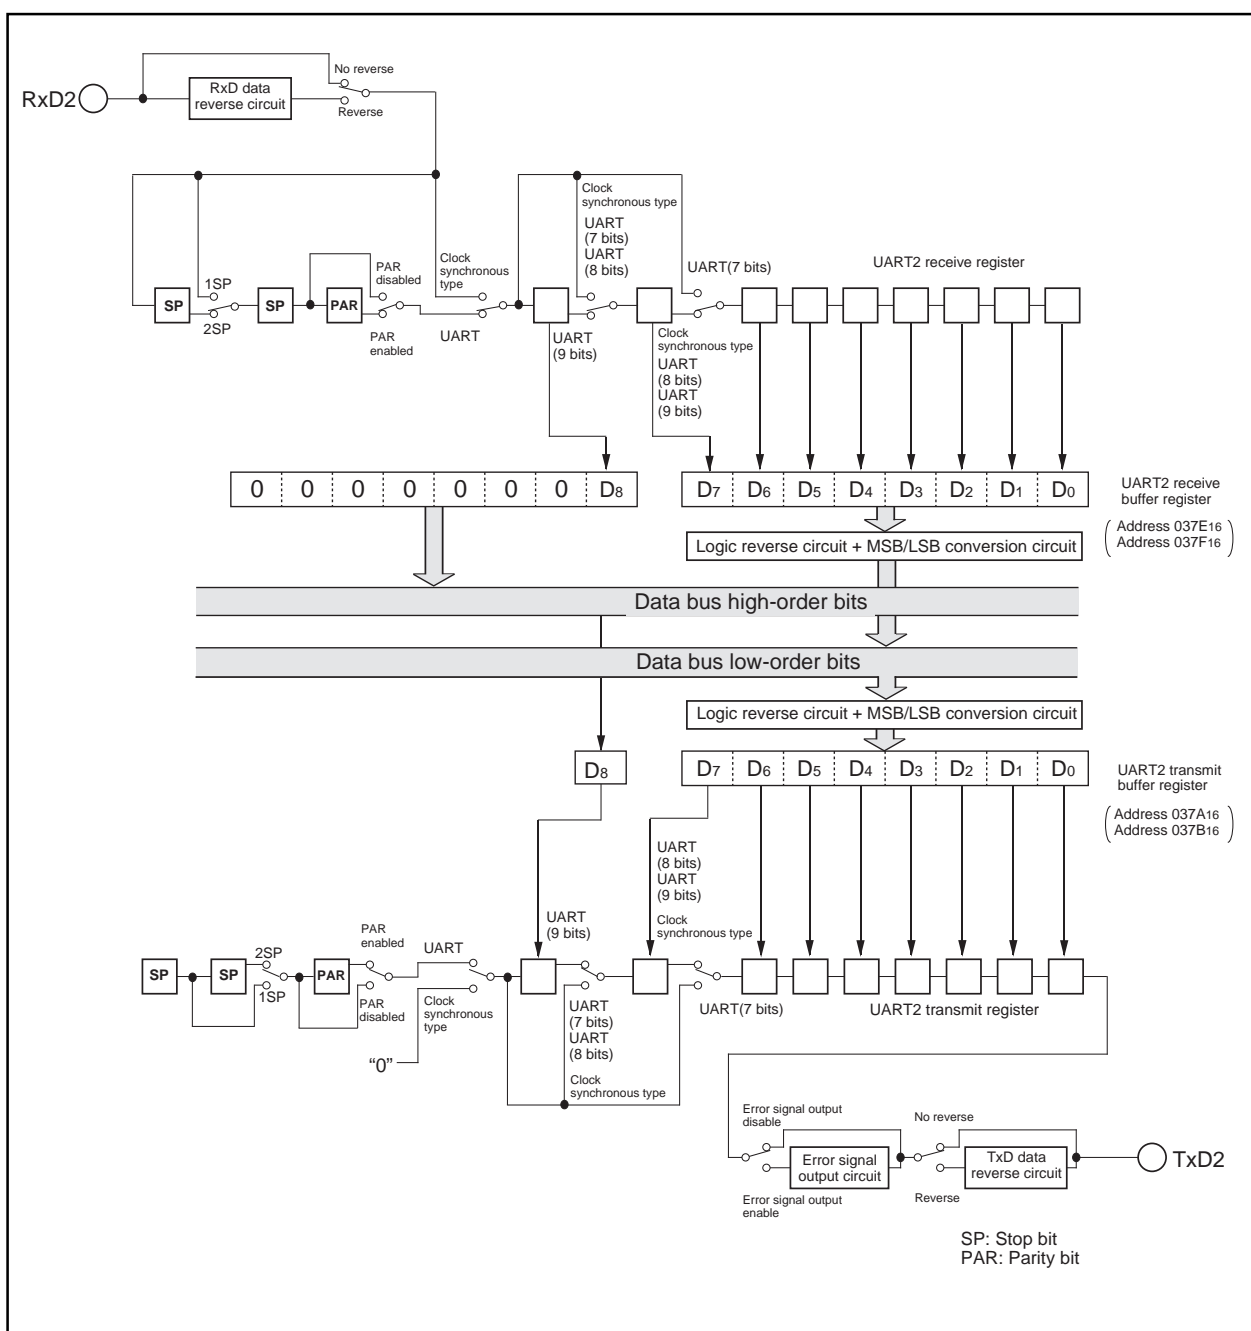 No reverse
RxD2
RxD data
reverse circuit
Reverse
Clock
synchronous type
UART
(7 bits)
UART
(8 bits)
UART(7 bits)
UART2 receive register
1SP
PAR
disabled
Clock
synchronous
type
SP
SP
PAR
2SP
PAR
enabled
UART
UART
(9 bits)
Clock
synchronous type
UART
(8 bits)
UART
(9 bits)
0 0 0 0 0 0 0 D8
D7 D6 D5 D4 D3 D2 D1 D0
UART2 receive
buffer register
Address 037E16
Address 037F16
Logic reverse circuit + MSB/LSB conversion circuit
Data bus high-order bits
Data bus low-order bits
Logic reverse circuit + MSB/LSB conversion circuit
D8
D7 D6 D5 D4 D3 D2 D1 D0
UART2 transmit
buffer register
Address 037A16
Address 037B16
UART
(8 bits)
UART
(9 bits)
Clock
synchronous type
UART
(9 bits)
PAR
enabled
UART
2SP
SP
SP
PAR
1SP
PAR
disabled
Clock
synchronous
type
“0”
UART
(7 bits)
UART
(8 bits)
Clock
synchronous type
UART(7 bits)
UART2 transmit register
Error signal output
disable
No reverse
Error signal
output circuit
TxD data
reverse circuit
TxD2
Error signal output
enable
Reverse
SP: Stop bit
PAR: Parity bit